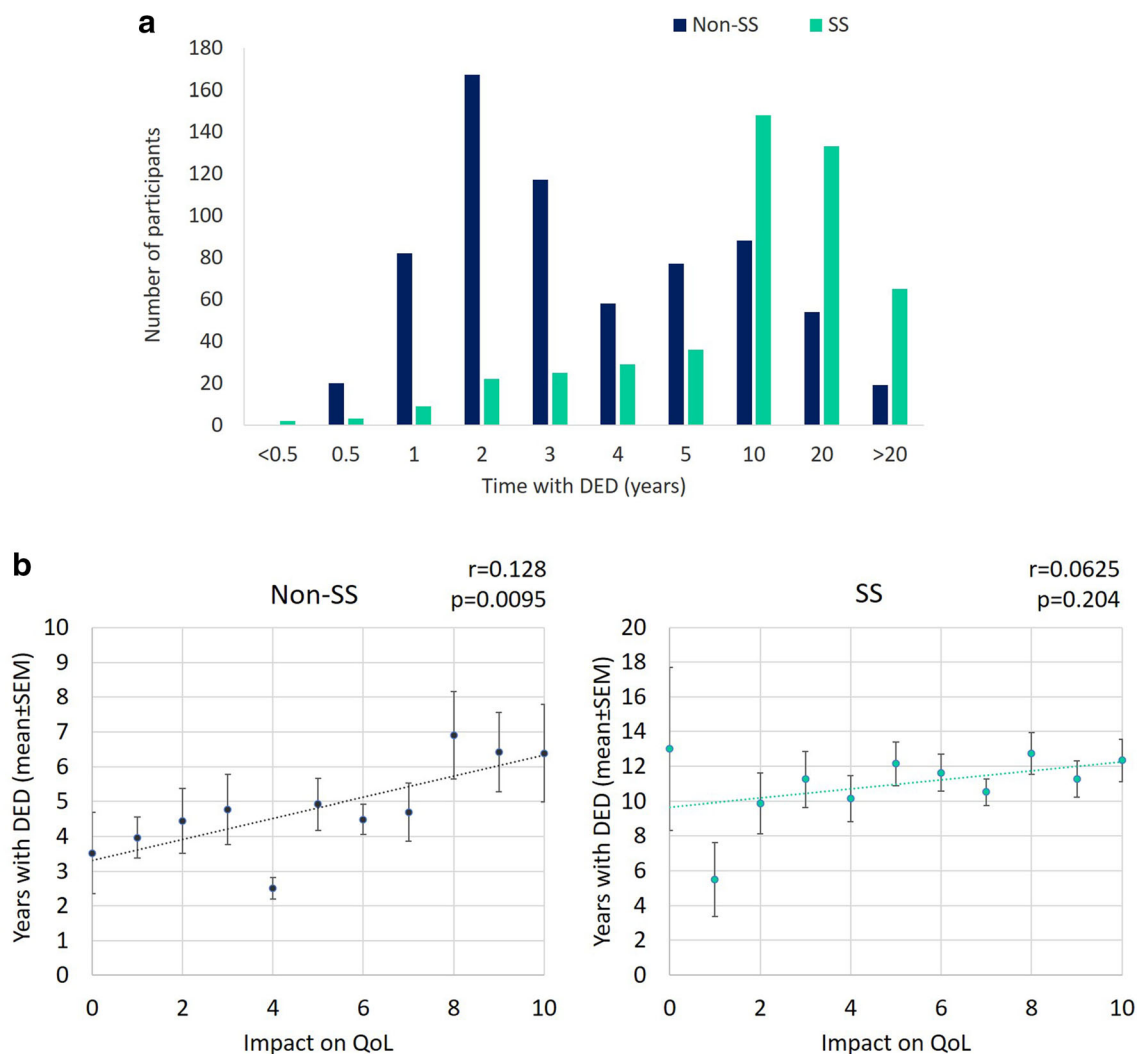 a
Non-SS SS
Number of participants
180
160
140
120
100
80
60
40
20
0
<0.5 0.5 1 2 3 4 5 10 20 >20
Time with DED (years)
b
Non-SS
r=0.128
p=0.0095
Years with DED (mean±SEM)
10
9
8
7
6
5
4
3
2
1
0
0 2 4 6 8 10
Impact on QoL
SS
r=0.0625
p=0.204
Years with DED (mean±SEM)
20
18
16
14
12
10
8
6
4
2
0
0 2 4 6 8 10
Impact on QoL